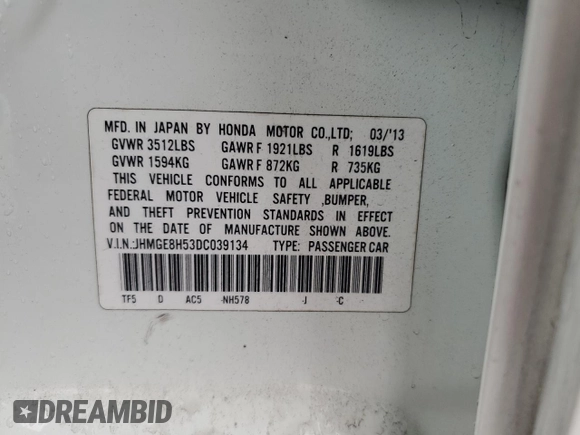 MFD. IN JAPAN BY HONDA MOTOR CO.,LTD; 03/'13
GVWR 3512LBS GAWR F 1921LBS R 1619LBS
GVWR 1594KG GAWR F 872KG R 735KG
THIS VEHICLE CONFORMS TO ALL APPLICABLE
FEDERAL MOTOR VEHICLE SAFETY ,BUMPER,
AND THEFT PREVENTION STANDARDS IN EFFECT
ON THE DATE OF MANUFACTURE SHOWN ABOVE.
V.I.N.:JHMGE8H53DC039134 TYPE: PASSENGER CAR
TF5 D AC5 -NH578 -J -C
DREAMBID